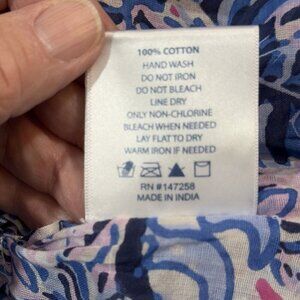 100% COTTON
HAND WASH
DO NOT IRON
DO NOT BLEACH
LINE DRY
ONLY NON-CHLORINE
BLEACH WHEN NEEDED
LAY FLAT TO DRY
WARM IRON IF NEEDED
RN #147258
MADE IN INDIA